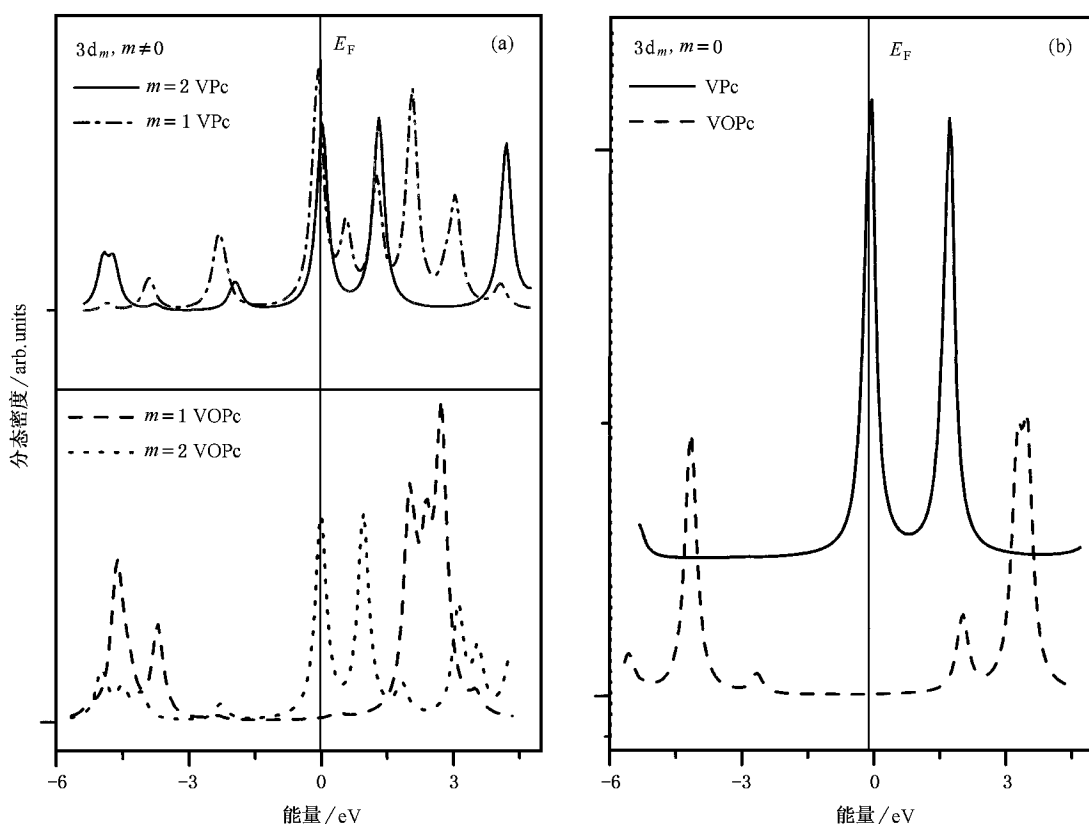 3d_m, m≠0
E_F
(a)
m=2 VPc
m=1 VPc
m=1 VOPc
m=2 VOPc
分态密度/arb.units
-6
-3
0
3
能量/eV
3d_m, m=0
E_F
(b)
VPc
VOPc
-6
-3
0
3
能量/eV